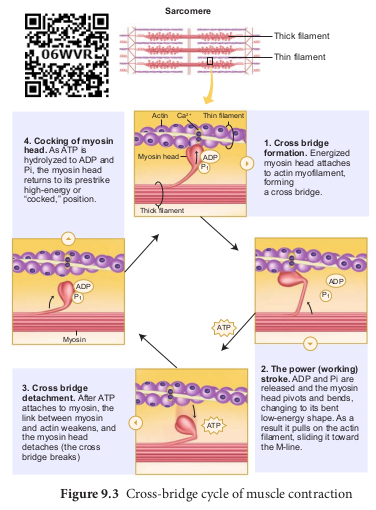 Sarcomere
Thick filament
Thin filament
06WVR
Actin
Ca2+
Thin filament
Myosin head
ADP
Pi
Thick filament
1. Cross bridge
formation. Energized
myosin head attaches
to actin myofilament,
forming
a cross bridge.
ADP
Pi
ATP
2. The power (working)
stroke. ADP and Pi are
released and the myosin
head pivots and bends,
changing to its bent
low-energy shape. As a
result it pulls on the actin
filament, sliding it toward
the M-line.
ATP
3. Cross bridge
detachment. After ATP
attaches to myosin, the
link between myosin
and actin weakens, and
the myosin head
detaches (the cross
bridge breaks)
4. Cocking of myosin
head. As ATP is
hydrolyzed to ADP and
Pi, the myosin head
returns to its prestrike
high-energy or
“cocked,” position.
ADP
Pi
Myosin
Figure 9.3 Cross-bridge cycle of muscle contraction